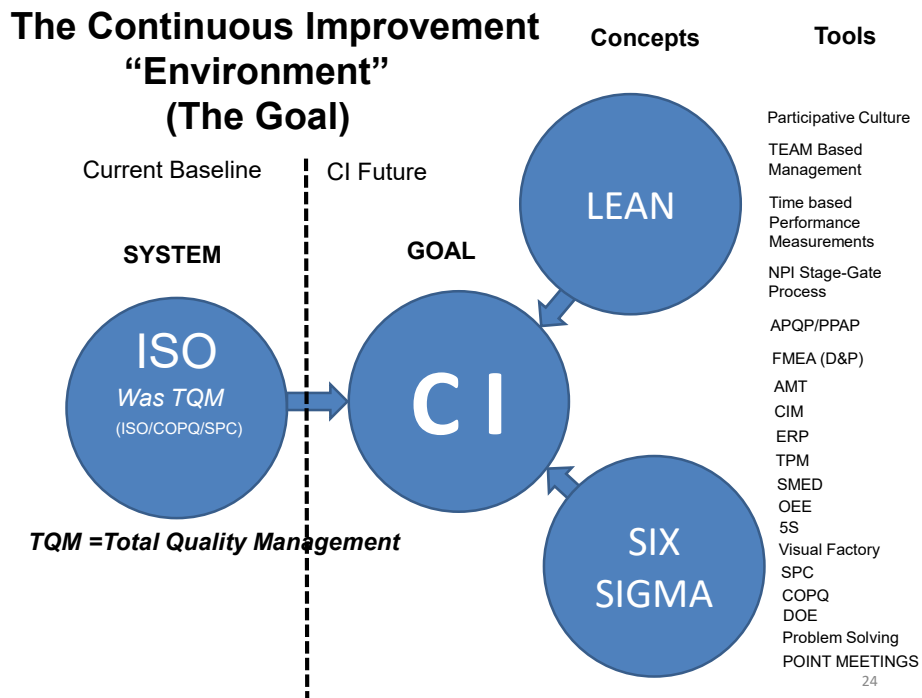 The Continuous Improvement
“Environment”
(The Goal)
Concepts
Tools
Current Baseline
CI Future
SYSTEM
GOAL
ISO
Was TQM
(ISO/COPQ/SPC)
C I
LEAN
SIX
SIGMA
TQM =Total Quality Management
Participative Culture
TEAM Based
Management
Time based
Performance
Measurements
NPI Stage-Gate
Process
APQP/PPAP
FMEA (D&P)
AMT
CIM
ERP
TPM
SMED
OEE
5S
Visual Factory
SPC
COPQ
DOE
Problem Solving
POINT MEETINGS
24